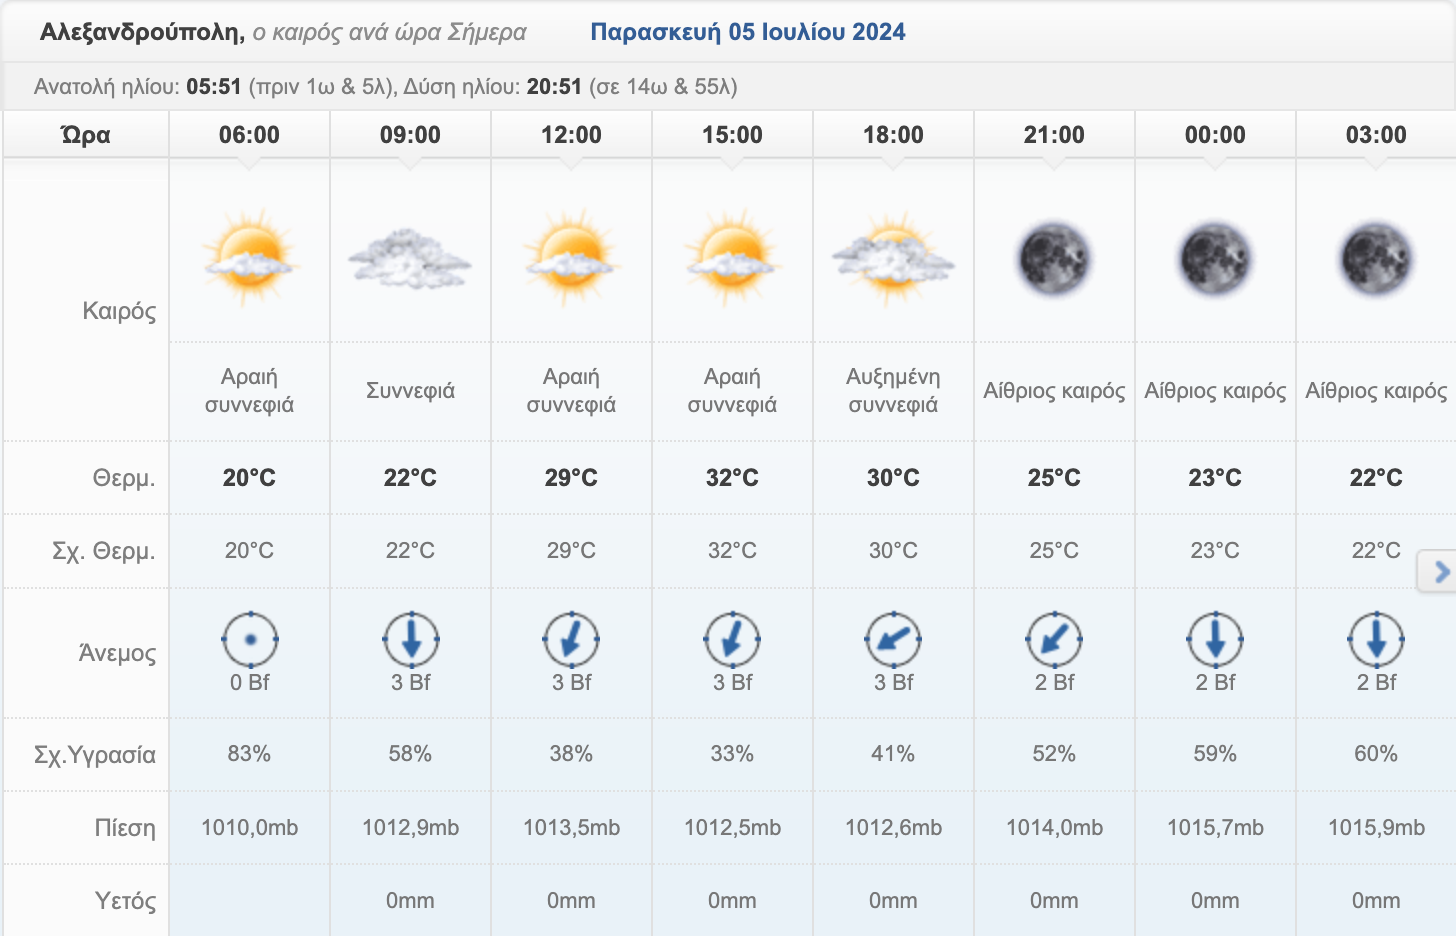 Αλεξανδρούπολη, ο καιρός ανά ώρα Σήμερα Παρασκευή 05 Ιουλίου 2024
Ανατολή ηλίου: 05:51 (πριν 1ω & 5λ), Δύση ηλίου: 20:51 (σε 14ω & 55λ)
Ώρα 06:00 09:00 12:00 15:00 18:00 21:00 00:00 03:00
Καιρός
Αραιή συννεφιά Συννεφιά Αραιή συννεφιά Αραιή συννεφιά Αυξημένη συννεφιά Αίθριος καιρός Αίθριος καιρός Αίθριος καιρός
Θερμ. 20°C 22°C 29°C 32°C 30°C 25°C 23°C 22°C
Σχ. Θερμ. 20°C 22°C 29°C 32°C 30°C 25°C 23°C 22°C
Άνεμος 0 Bf 3 Bf 3 Bf 3 Bf 3 Bf 2 Bf 2 Bf 2 Bf
Σχ.Υγρασία 83% 58% 38% 33% 41% 52% 59% 60%
Πίεση 1010,0mb 1012,9mb 1013,5mb 1012,5mb 1012,6mb 1014,0mb 1015,7mb 1015,9mb
Υετός 0mm 0mm 0mm 0mm 0mm 0mm 0mm